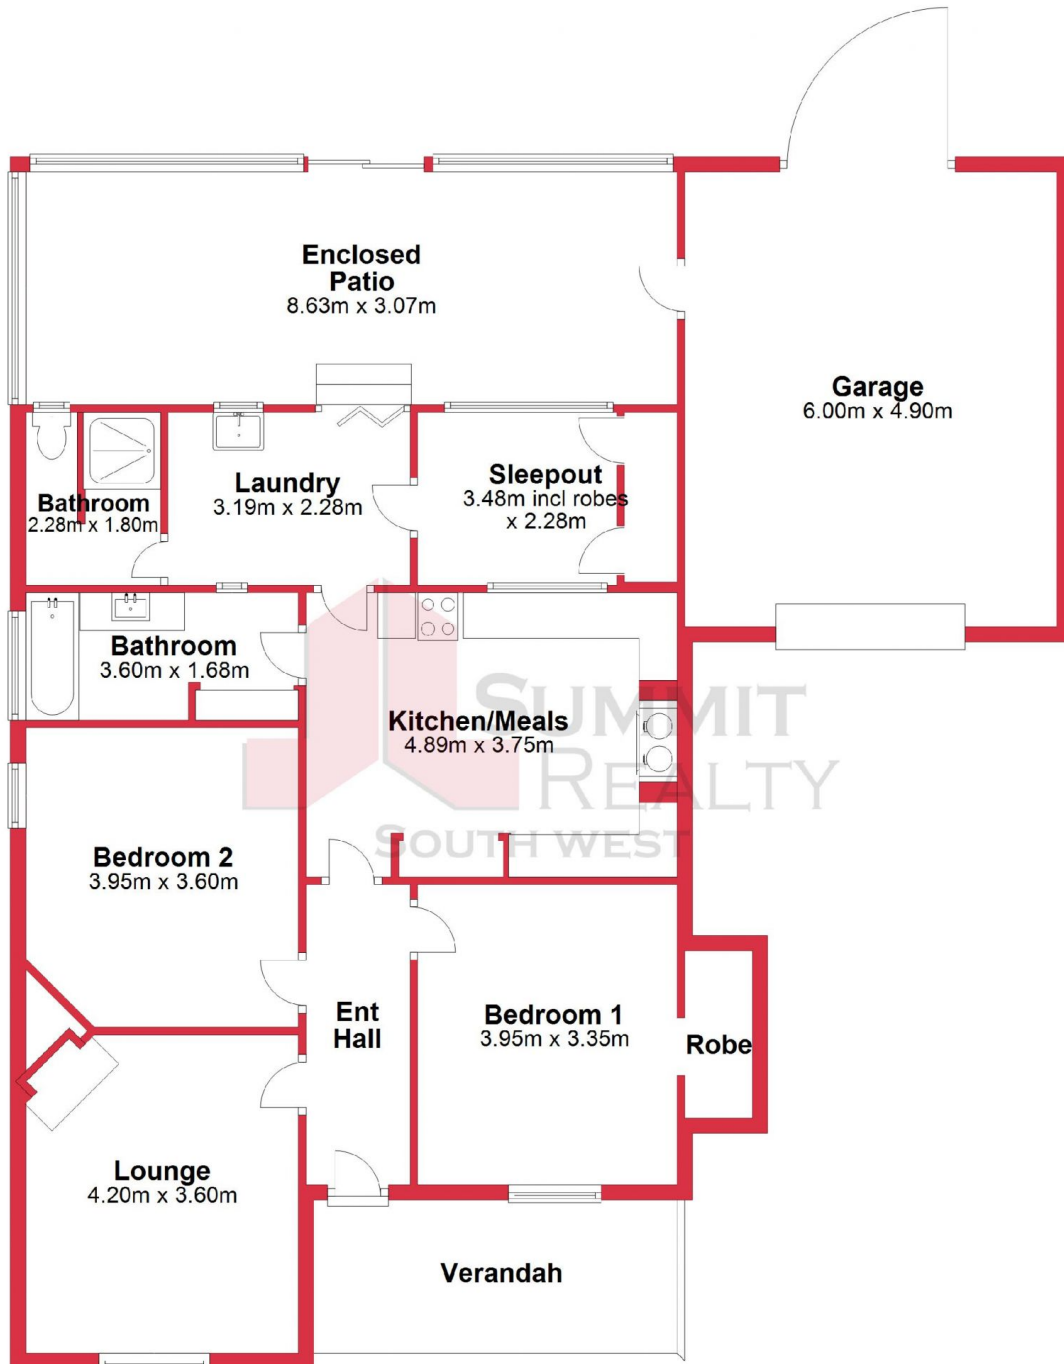 Enclosed
Patio
8.63m x 3.07m
Garage
6.00m x 4.90m
Bathroom
2.28m x 1.80m
Laundry
3.19m x 2.28m
Sleepout
3.48m incl robes
x 2.28m
Bathroom
3.60m x 1.68m
Kitchen/Meals
4.89m x 3.75m
SUMMIT
REALTY
SOUTH WEST
Bedroom 2
3.95m x 3.60m
Ent
Hall
Bedroom 1
3.95m x 3.35m
Robe
Lounge
4.20m x 3.60m
Verandah